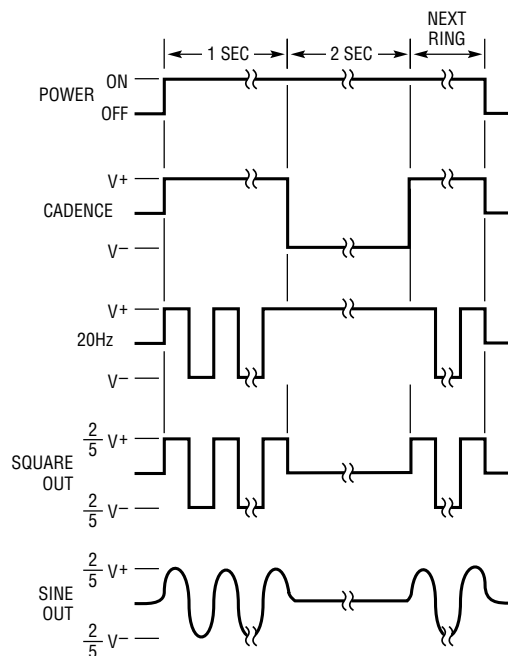 NEXT
RING
1 SEC
2 SEC
POWER
ON
OFF
CADENCE
V+
V–
20Hz
V+
V–
SQUARE
OUT
2/5 V+
2/5 V–
SINE
OUT
2/5 V+
2/5 V–